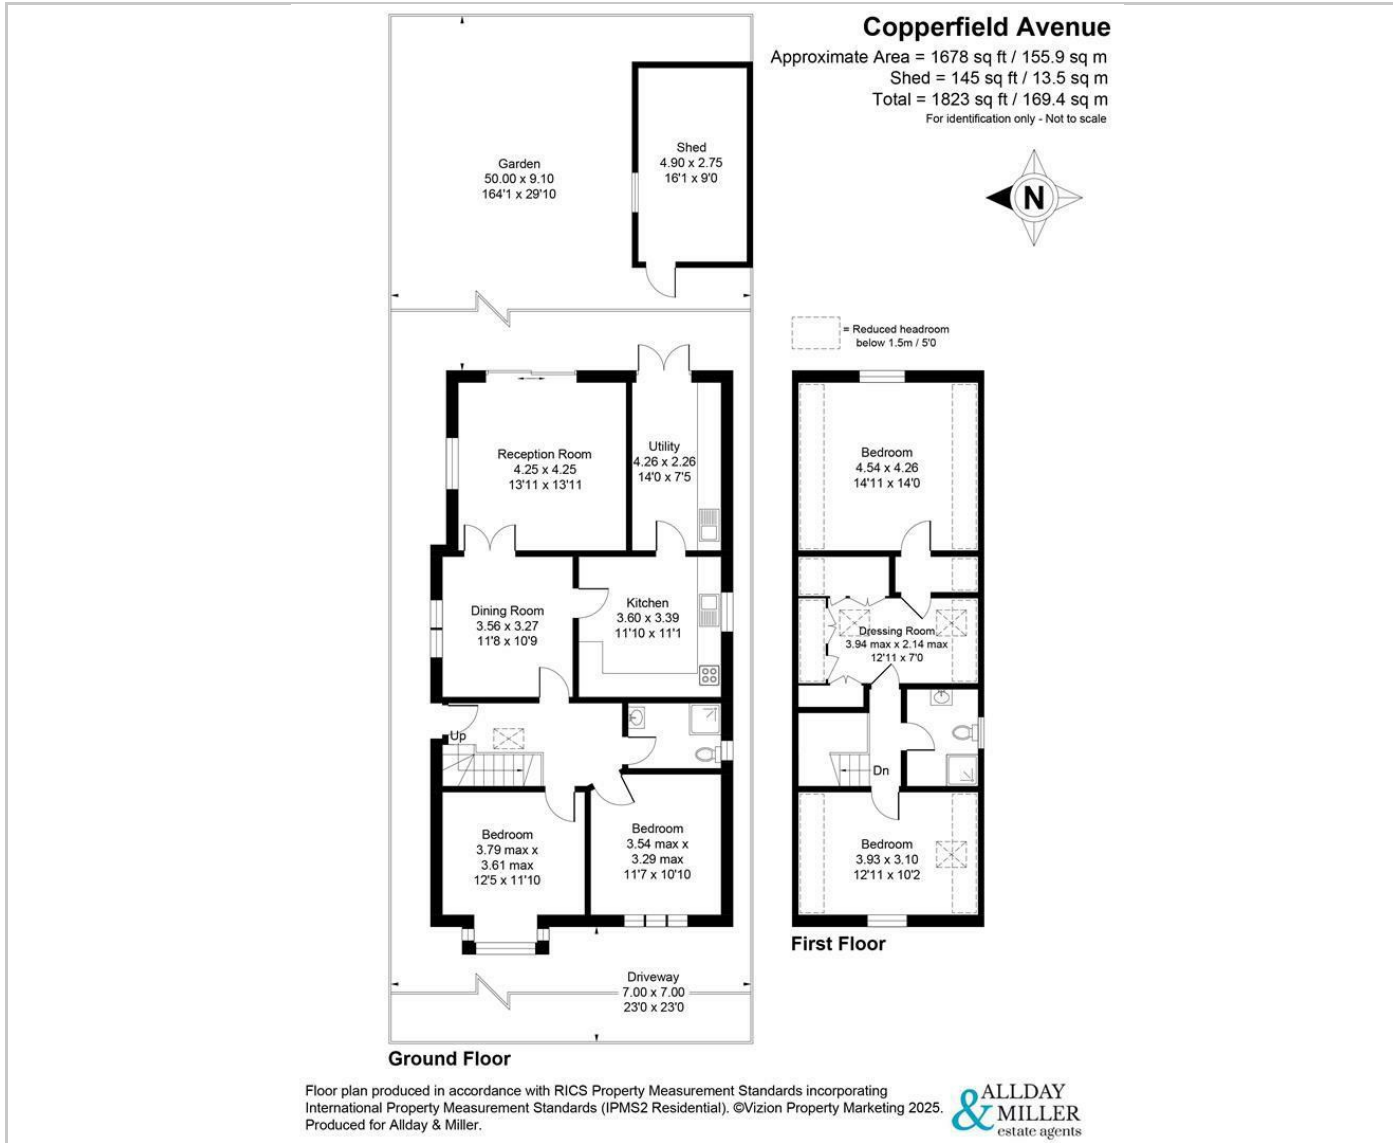 Copperfield Avenue
Approximate Area = 1678 sq ft / 155.9 sq m
Shed = 145 sq ft / 13.5 sq m
Total = 1823 sq ft / 169.4 sq m
For identification only - Not to scale
N
Shed
4.90 x 2.75
16'1 x 9'0
Garden
50.00 x 9.10
164'1 x 29'10
= Reduced headroom
below 1.5m / 5'0
Reception Room
4.25 x 4.25
13'11 x 13'11
Utility
4.26 x 2.26
14'0 x 7'5
Dining Room
3.56 x 3.27
11'8 x 10'9
Kitchen
3.60 x 3.39
11'10 x 11'1
Up
Bedroom
3.79 max x
3.61 max
12'5 x 11'10
Bedroom
3.54 max x
3.29 max
11'7 x 10'10
Driveway
7.00 x 7.00
23'0 x 23'0
Ground Floor
Bedroom
4.54 x 4.26
14'11 x 14'0
Dressing Room
3.94 max x 2.14 max
12'11 x 7'0
Dn
Bedroom
3.93 x 3.10
12'11 x 10'2
First Floor
Floor plan produced in accordance with RICS Property Measurement Standards incorporating
International Property Measurement Standards (IPMS2 Residential). ©Vizion Property Marketing 2025.
Produced for Allday & Miller.
ALLDAY
& MILLER
estate agents